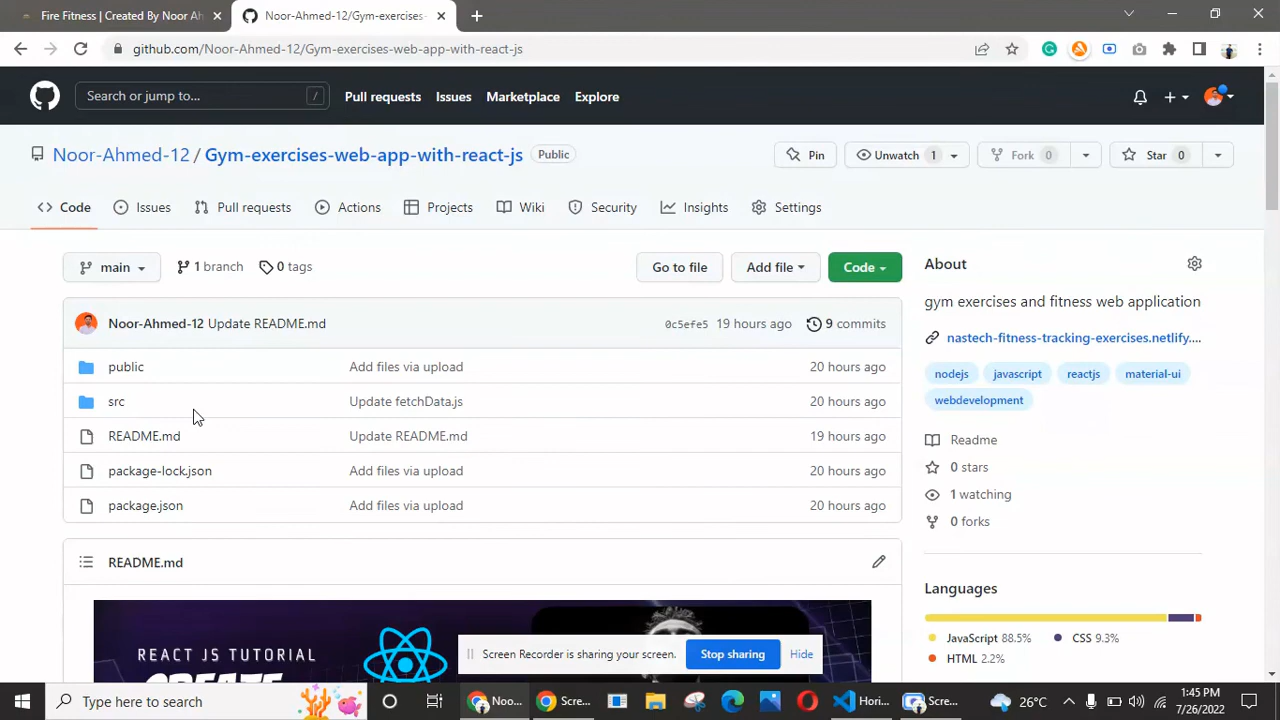 Fire Fitness | Created By Noor Ah
Noor-Ahmed-12/Gym-exercises-
github.com/Noor-Ahmed-12/Gym-exercises-web-app-with-react-js
Search or jump to... /
Pull requests Issues Marketplace Explore
Noor-Ahmed-12 / Gym-exercises-web-app-with-react-js Public
Pin Unwatch 1 Fork 0 Star 0
Code Issues Pull requests Actions Projects Wiki Security Insights Settings
main 1 branch 0 tags Go to file Add file Code
Noor-Ahmed-12 Update README.md 0c5efe5 19 hours ago 9 commits
public Add files via upload 20 hours ago
src Update fetchData.js 20 hours ago
README.md Update README.md 19 hours ago
package-lock.json Add files via upload 20 hours ago
package.json Add files via upload 20 hours ago
README.md
REACT JS TUTORIAL
CREATE
About
gym exercises and fitness web application
nastech-fitness-tracking-exercises.netlify....
nodejs javascript reactjs material-ui
webdevelopment
Readme
0 stars
1 watching
0 forks
Languages
JavaScript 88.5% CSS 9.3%
HTML 2.2%
Screen Recorder is sharing your screen. Stop sharing Hide
Type here to search Noo... Scre... Hori... Scre... 26°C 1:45 PM
7/26/2022